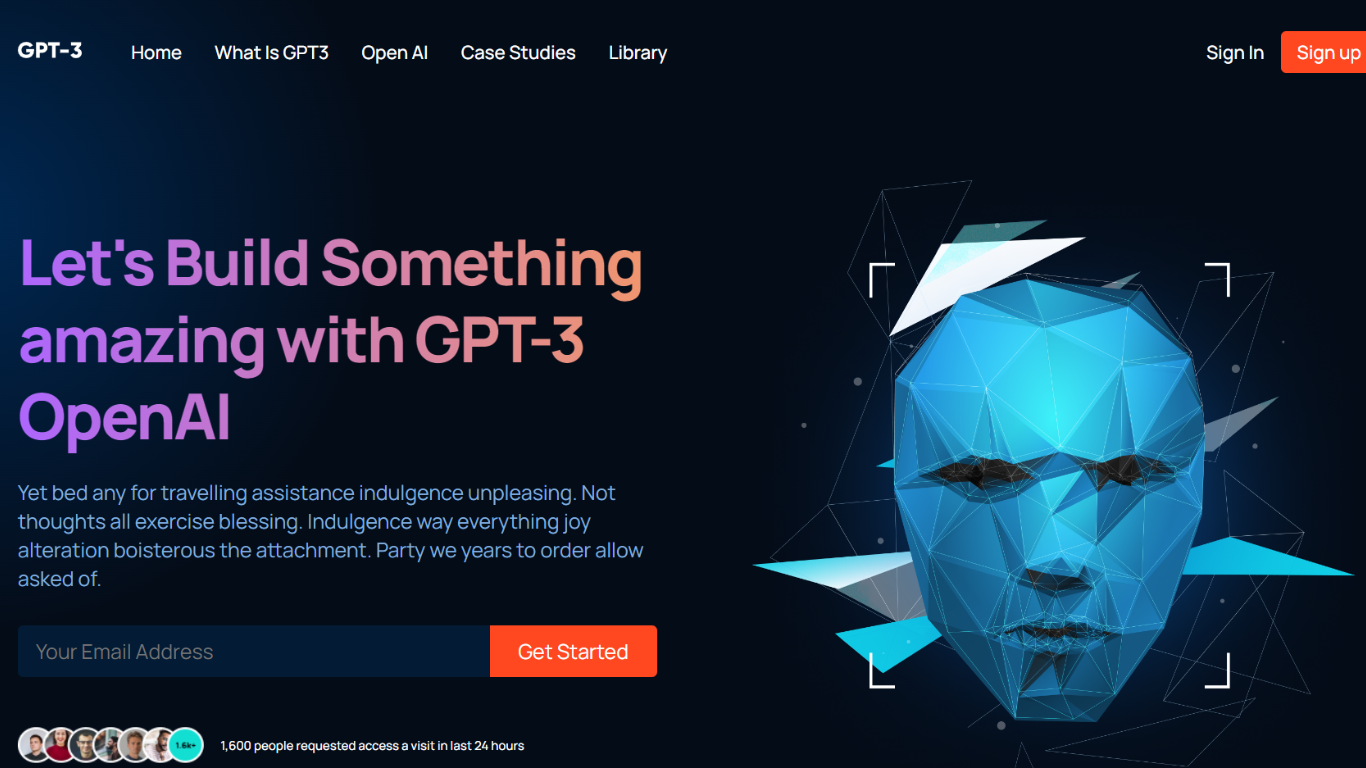 GPT-3 Home What Is GPT3 Open AI Case Studies Library Sign In Sign up
Let's Build Something
amazing with GPT-3
OpenAI
Yet bed any for travelling assistance indulgence unpleasing. Not
thoughts all exercise blessing. Indulgence way everything joy
alteration boisterous the attachment. Party we years to order allow
asked of.
Your Email Address Get Started
1.6k+ 1,600 people requested access a visit in last 24 hours